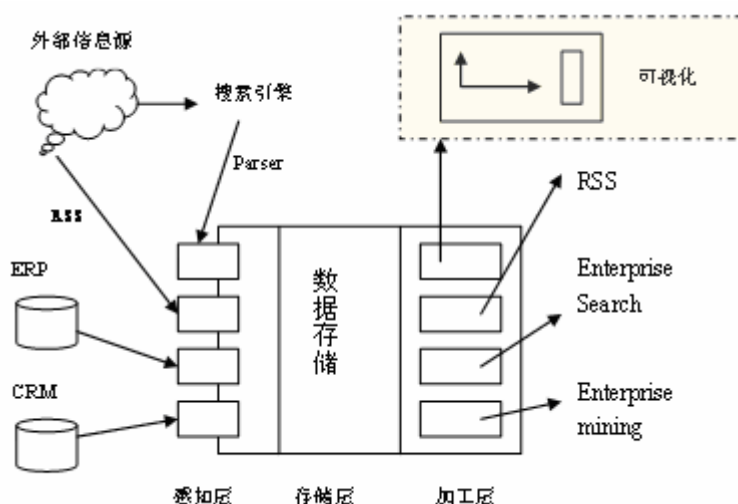 外部信息源
搜索引擎
可视化
Parser
RSS
RSS
ERP
数据存储
Enterprise
Search
CRM
Enterprise
mining
感知层
存储层
加工层